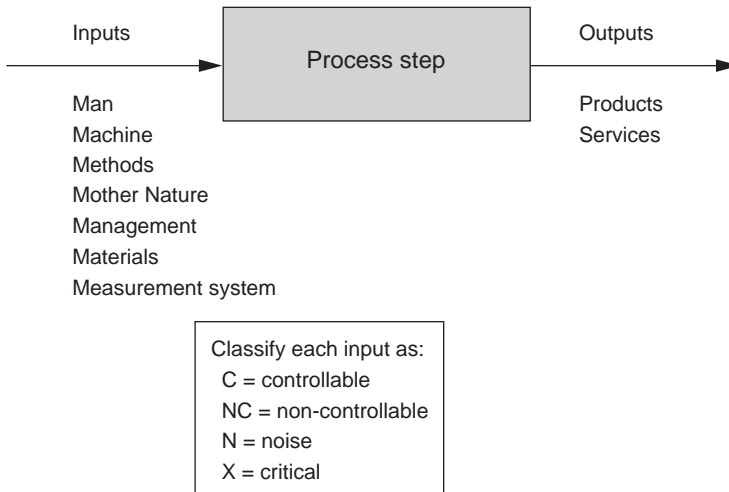 Inputs
Process step
Outputs
Man
Machine
Methods
Mother Nature
Management
Materials
Measurement system
Products
Services
Classify each input as:
C = controllable
NC = non-controllable
N = noise
X = critical